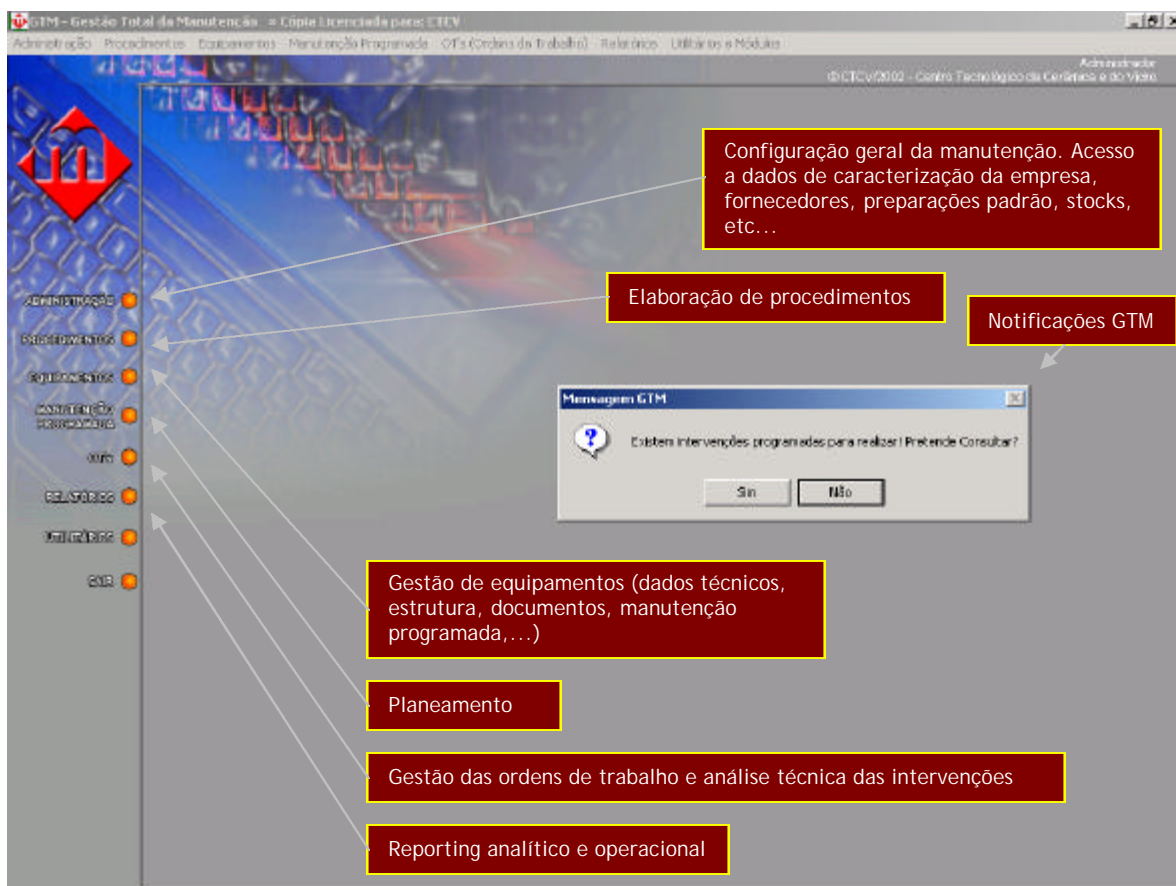 GTM - Gestão Total da Manutenção := Cópia Licenciada para: CTCV
Administração Procedimentos Equipamentos Manutenção Programada OT's (Ordens de Trabalho) Relatórios Utilitários e Módulos
Administrador
©CTCV/2002 - Centro Tecnológico da Cerâmica e do Vidro
Configuração geral da manutenção. Acesso
a dados de caracterização da empresa,
fornecedores, preparações padrão, stocks,
etc...
ADMINISTRAÇÃO
Elaboração de procedimentos
Notificações GTM
PROCEDIMENTOS
EQUIPAMENTOS
MANUTENÇÃO
PROGRAMADA
Mensagem GTM
Existem intervenções programadas para realizar! Pretende Consultar?
Sim Não
RELATÓRIOS
UTILITÁRIOS
SAIR
Gestão de equipamentos (dados técnicos,
estrutura, documentos, manutenção
programada,...)
Planeamento
Gestão das ordens de trabalho e análise técnica das intervenções
Reporting analítico e operacional